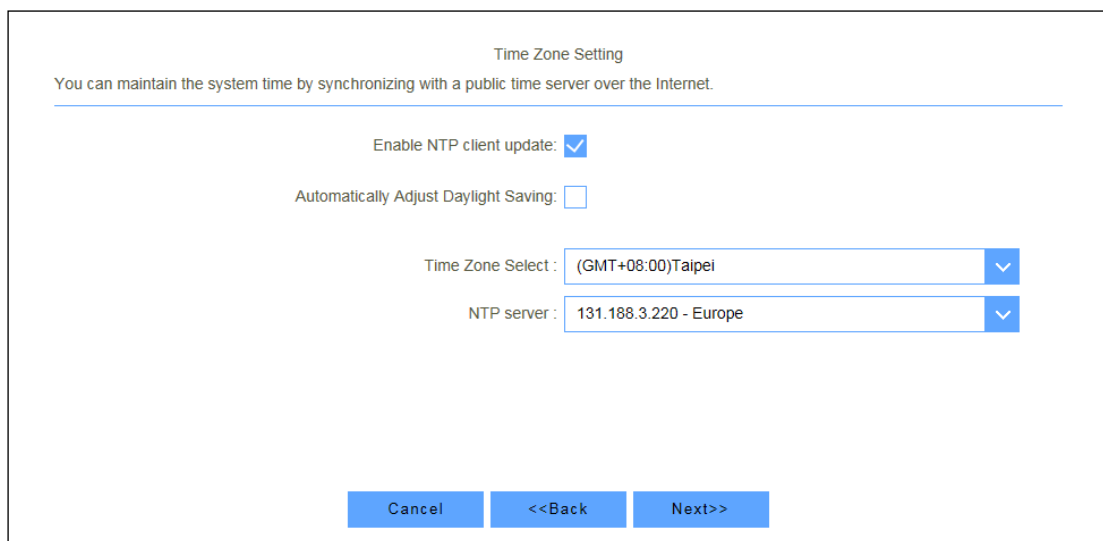 Time Zone Setting
You can maintain the system time by synchronizing with a public time server over the Internet.
Enable NTP client update:
Automatically Adjust Daylight Saving:
Time Zone Select : (GMT+08:00)Taipei
NTP server : 131.188.3.220 - Europe
Cancel <<Back Next>>